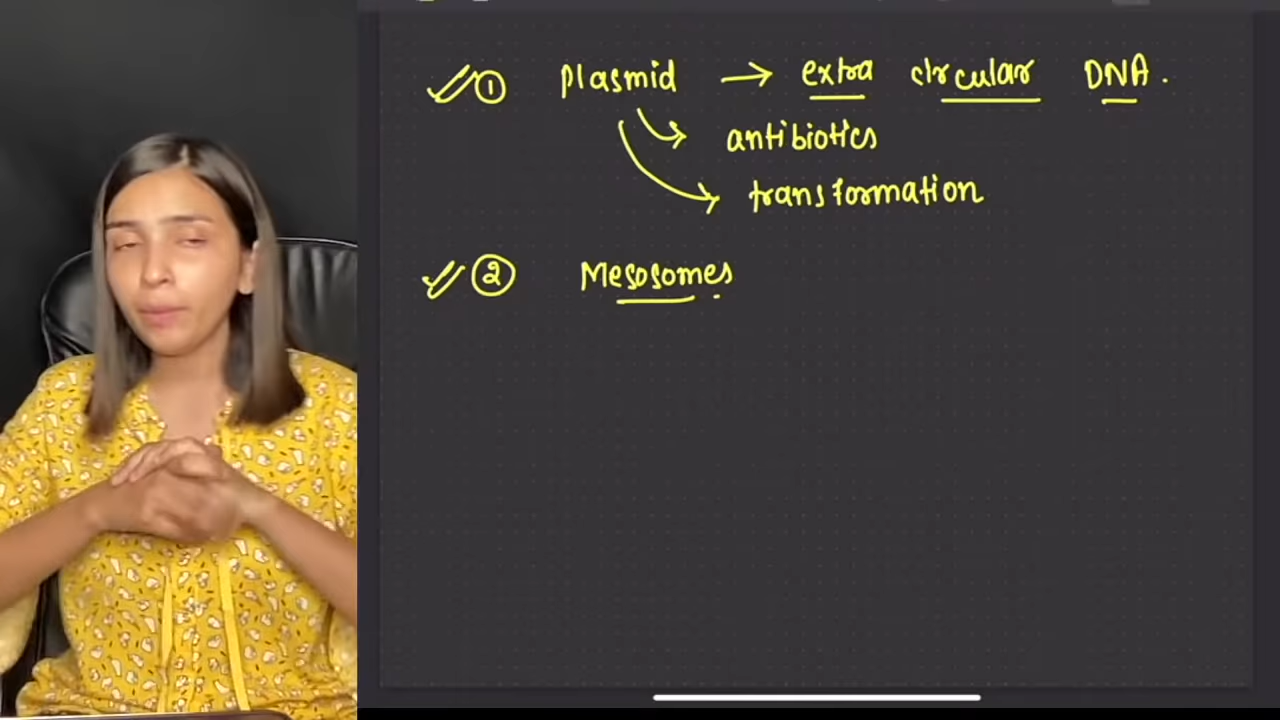 ① Plasmid → extra circular DNA.
antibiotics
transformation
② Mesosomes